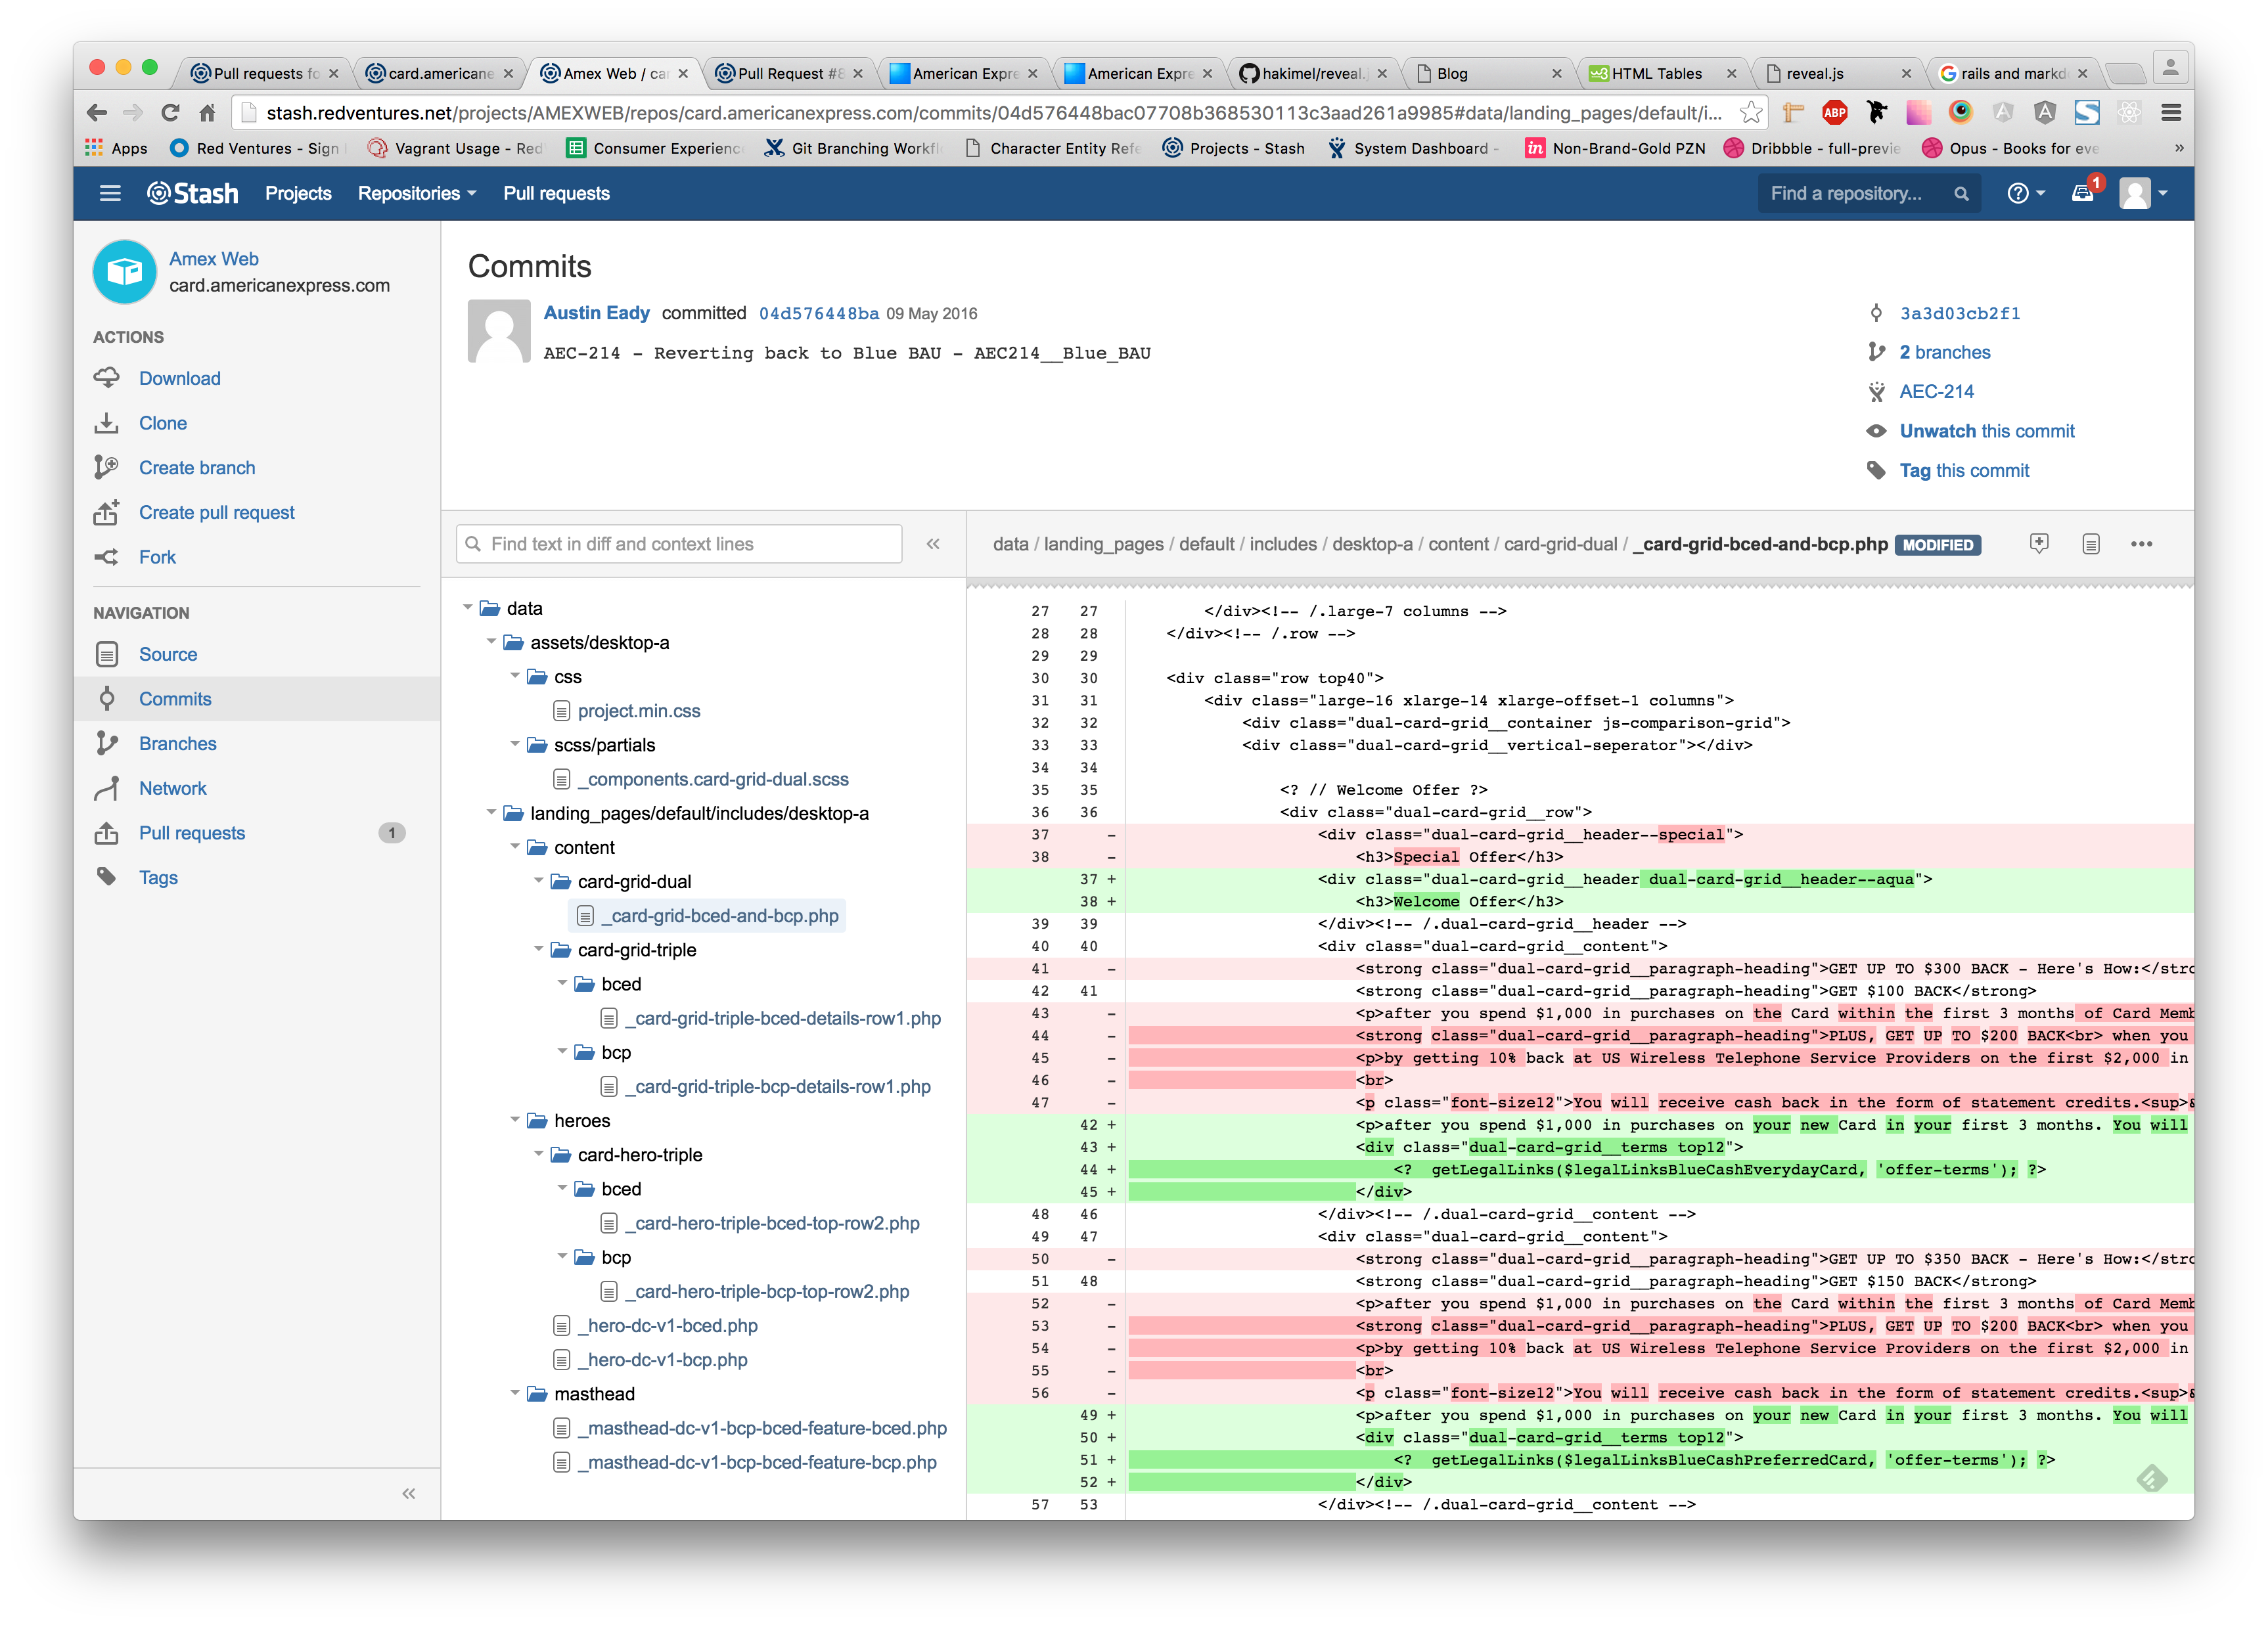 Pull requests fo
card.americane
Amex Web / ca
Pull Request #8
American Expre
American Expre
hakimel/reveal.j
Blog
HTML Tables
reveal.js
rails and markd
stash.redventures.net/projects/AMEXWEB/repos/card.americanexpress.com/commits/04d576448bac07708b368530113c3aad261a9985#data/landing_pages/default/i...
ABP
Apps
Red Ventures - Sign
Vagrant Usage - Red
Consumer Experience
Git Branching Workfl
Character Entity Refe
Projects - Stash
System Dashboard -
in Non-Brand-Gold PZN
Dribbble - full-previe
Opus - Books for eve
»
Stash
Projects
Repositories
Pull requests
Find a repository...
1
Amex Web
card.americanexpress.com
ACTIONS
Download
Clone
Create branch
Create pull request
Fork
NAVIGATION
Source
Commits
Branches
Network
Pull requests 1
Tags
Commits
Austin Eady committed 04d576448ba 09 May 2016
AEC-214 - Reverting back to Blue BAU - AEC214__Blue_BAU
3a3d03cb2f1
2 branches
AEC-214
Unwatch this commit
Tag this commit
Find text in diff and context lines
data / landing_pages / default / includes / desktop-a / content / card-grid-dual / _card-grid-bced-and-bcp.php MODIFIED
data
assets/desktop-a
css
project.min.css
scss/partials
_components.card-grid-dual.scss
landing_pages/default/includes/desktop-a
content
card-grid-dual
_card-grid-bced-and-bcp.php
card-grid-triple
bced
_card-grid-triple-bced-details-row1.php
bcp
_card-grid-triple-bcp-details-row1.php
heroes
card-hero-triple
bced
_card-hero-triple-bced-top-row2.php
bcp
_card-hero-triple-bcp-top-row2.php
_hero-dc-v1-bced.php
_hero-dc-v1-bcp.php
masthead
_masthead-dc-v1-bcp-bced-feature-bced.php
_masthead-dc-v1-bcp-bced-feature-bcp.php
27 27 </div><!-- /.large-7 columns -->
28 28 </div><!-- /.row -->
29 29
30 30 <div class="row top40">
31 31 <div class="large-16 xlarge-14 xlarge-offset-1 columns">
32 32 <div class="dual-card-grid__container js-comparison-grid">
33 33 <div class="dual-card-grid__vertical-seperator"></div>
34 34
35 35 <? // Welcome Offer ?>
36 36 <div class="dual-card-grid__row">
37 - <div class="dual-card-grid__header--special">
38 - <h3>Special Offer</h3>
37 + <div class="dual-card-grid__header dual-card-grid__header--aqua">
38 + <h3>Welcome Offer</h3>
39 39 </div><!-- /.dual-card-grid__header -->
40 40 <div class="dual-card-grid__content">
41 - <strong class="dual-card-grid__paragraph-heading">GET UP TO $300 BACK - Here's How:</stro
42 41 <strong class="dual-card-grid__paragraph-heading">GET $100 BACK</strong>
43 - <p>after you spend $1,000 in purchases on the Card within the first 3 months of Card Memb
44 - <strong class="dual-card-grid__paragraph-heading">PLUS, GET UP TO $200 BACK<br> when you
45 - <p>by getting 10% back at US Wireless Telephone Service Providers on the first $2,000 in
46 - <br>
47 - <p class="font-size12">You will receive cash back in the form of statement credits.<sup>&
42 + <p>after you spend $1,000 in purchases on your new Card in your first 3 months. You will
43 + <div class="dual-card-grid__terms top12">
44 + <? getLegalLinks($legalLinksBlueCashEverydayCard, 'offer-terms'); ?>
45 + </div>
48 46 </div><!-- /.dual-card-grid__content -->
49 47 <div class="dual-card-grid__content">
50 - <strong class="dual-card-grid__paragraph-heading">GET UP TO $350 BACK - Here's How:</stro
51 48 <strong class="dual-card-grid__paragraph-heading">GET $150 BACK</strong>
52 - <p>after you spend $1,000 in purchases on the Card within the first 3 months of Card Memb
53 - <strong class="dual-card-grid__paragraph-heading">PLUS, GET UP TO $200 BACK<br> when you
54 - <p>by getting 10% back at US Wireless Telephone Service Providers on the first $2,000 in
55 - <br>
56 - <p class="font-size12">You will receive cash back in the form of statement credits.<sup>&
49 + <p>after you spend $1,000 in purchases on your new Card in your first 3 months. You will
50 + <div class="dual-card-grid__terms top12">
51 + <? getLegalLinks($legalLinksBlueCashPreferredCard, 'offer-terms'); ?>
52 + </div>
57 53 </div><!-- /.dual-card-grid__content -->